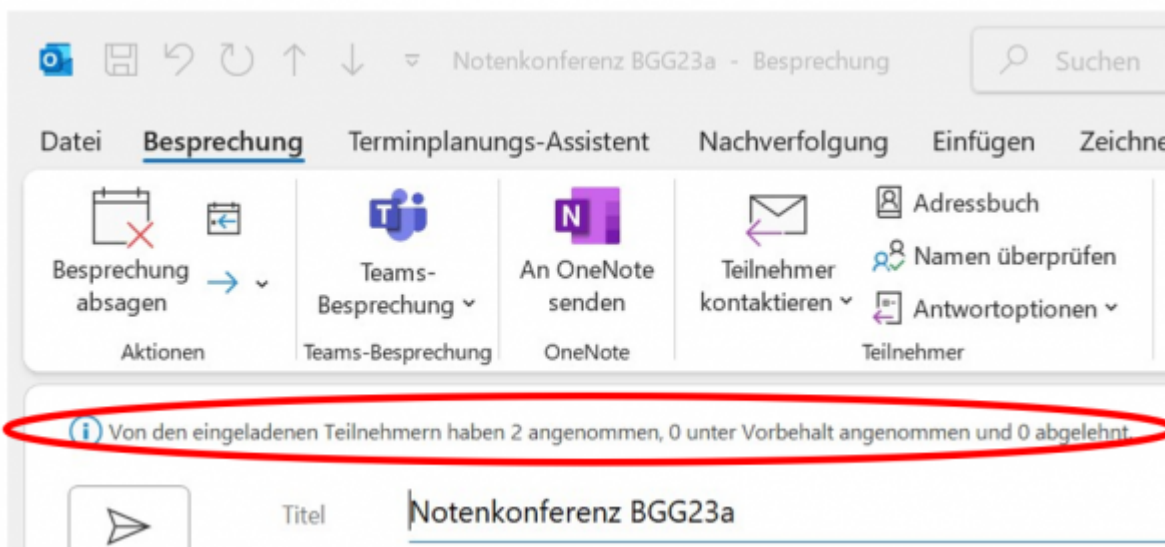 Notenkonferenz BGG23a - Besprechung
Suchen
Datei Besprechung Terminplanungs-Assistent Nachverfolgung Einfügen Zeichne
Besprechung absagen
Aktionen
Teams-Besprechung
Teams-Besprechung
An OneNote senden
OneNote
Teilnehmer kontaktieren
Adressbuch
Namen überprüfen
Antwortoptionen
Teilnehmer
Von den eingeladenen Teilnehmern haben 2 angenommen, 0 unter Vorbehalt angenommen und 0 abgelehnt.
Titel Notenkonferenz BGG23a